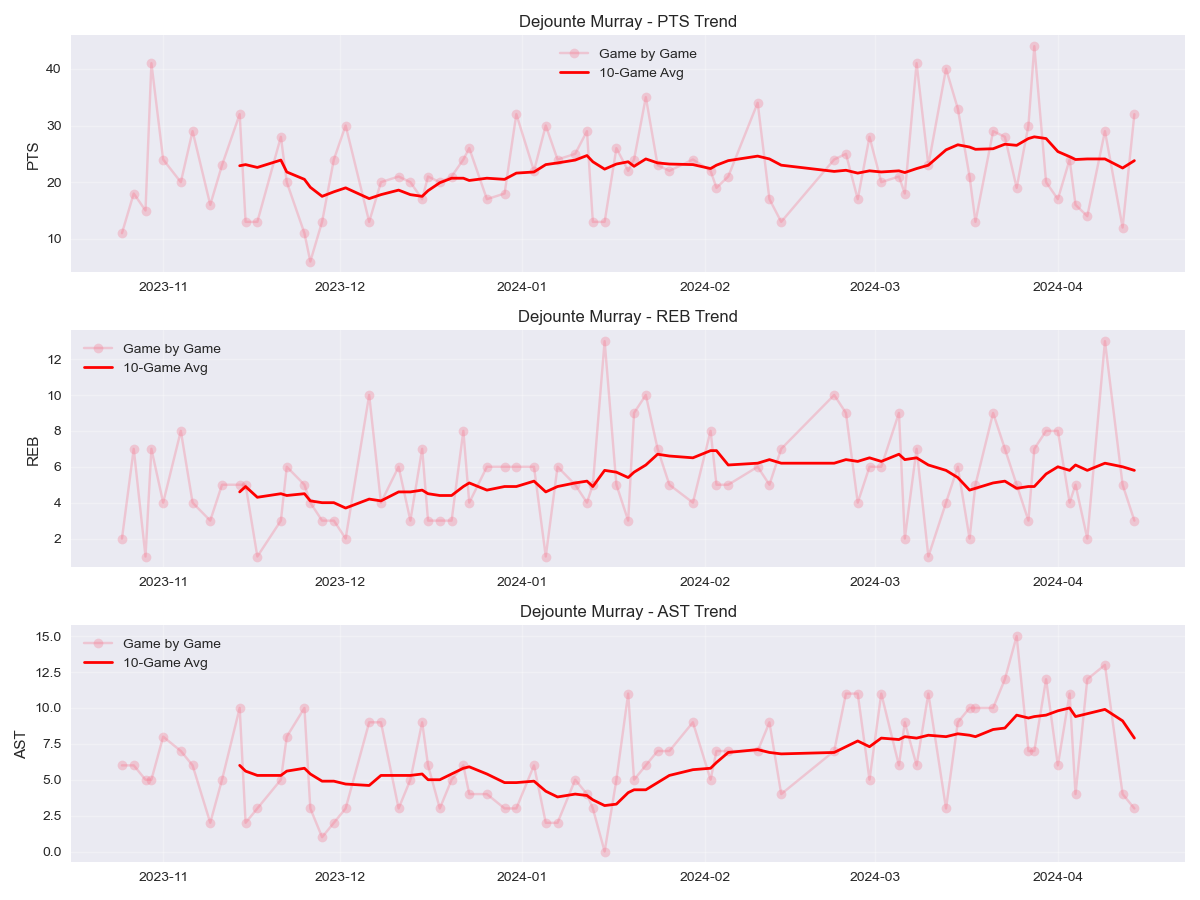 Dejounte Murray - PTS Trend
Game by Game
10-Game Avg
PTS
40
30
20
10
2023-11 2023-12 2024-01 2024-02 2024-03 2024-04
Dejounte Murray - REB Trend
Game by Game
10-Game Avg
REB
12
10
8
6
4
2
2023-11 2023-12 2024-01 2024-02 2024-03 2024-04
Dejounte Murray - AST Trend
Game by Game
10-Game Avg
AST
15.0
12.5
10.0
7.5
5.0
2.5
0.0
2023-11 2023-12 2024-01 2024-02 2024-03 2024-04